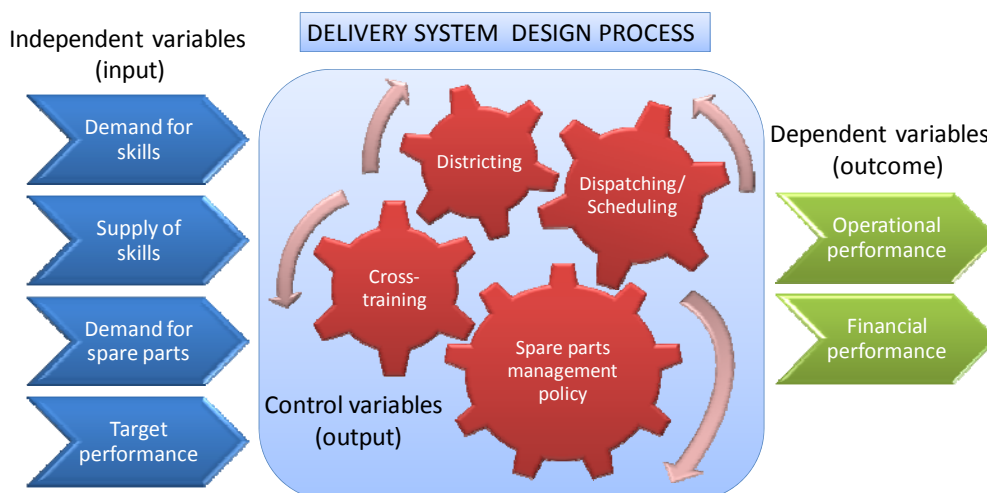 DELIVERY SYSTEM DESIGN PROCESS
Independent variables
(input)
Demand for
skills
Supply of
skills
Demand for
spare parts
Target
performance
Districting
Dispatching/
Scheduling
Cross-
training
Spare parts
management
policy
Control variables
(output)
Dependent variables
(outcome)
Operational
performance
Financial
performance